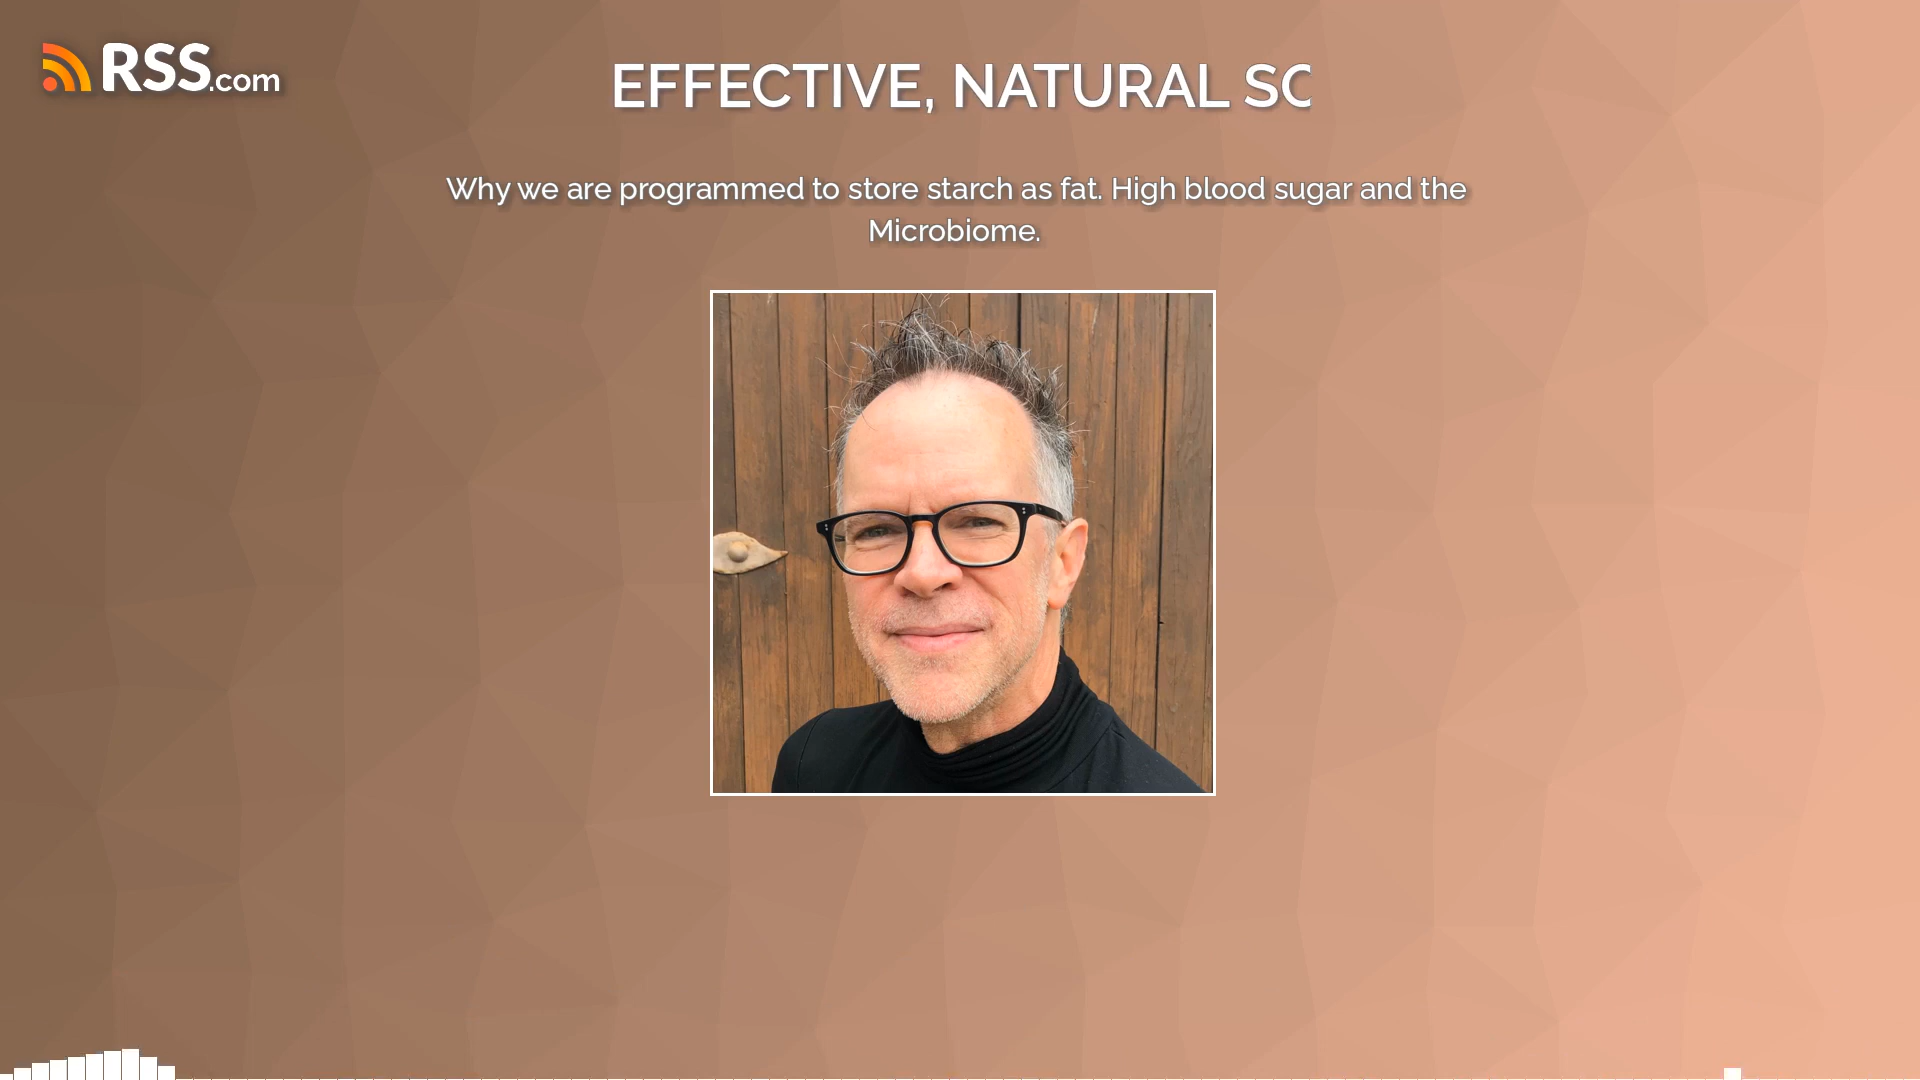 RSS.com
EFFECTIVE, NATURAL SC
Why we are programmed to store starch as fat. High blood sugar and the
Microbiome.